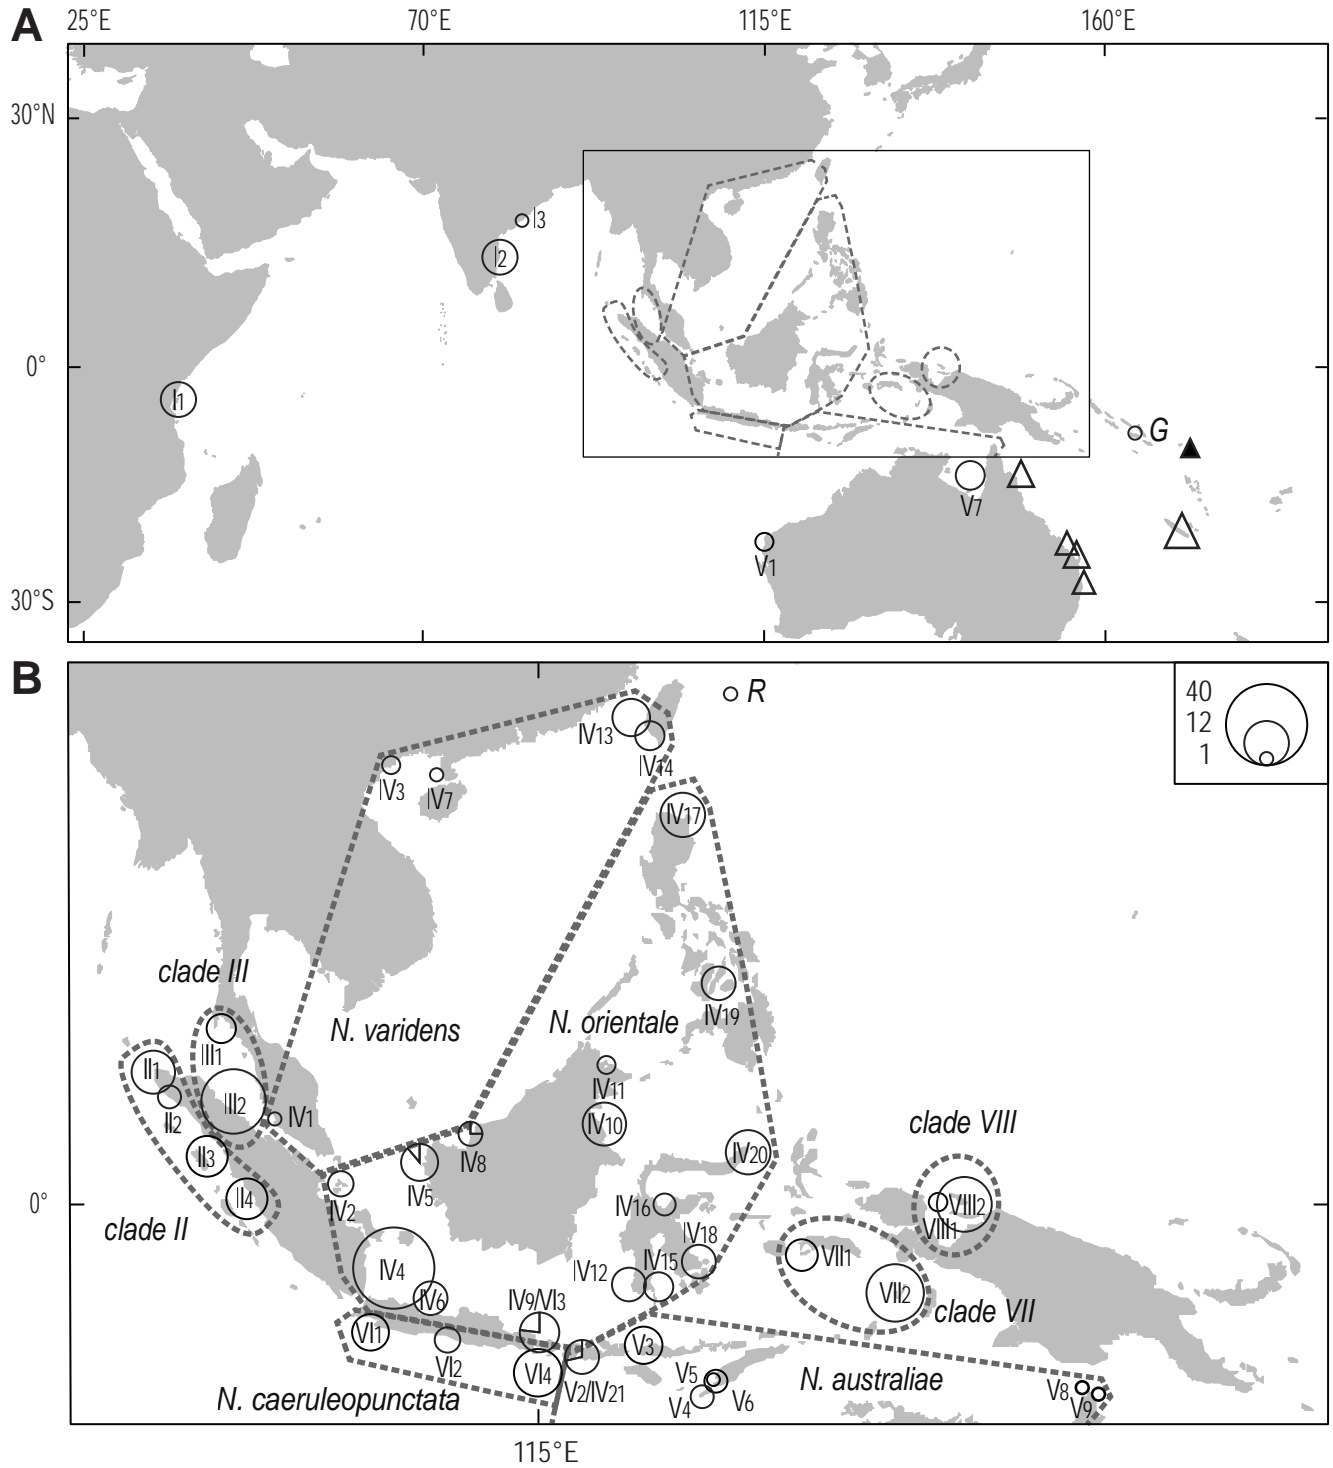 A
25°E 70°E 115°E 160°E
30°N
I3
I2
0°
I1
G
V7
V1
30°S
B
R
40
12
1
IV13
IV14
IV3
IV7
IV17
clade III
N. varidens
N. orientale
IV19
III1
II1
IV11
III2
IV1
II2
IV10
clade VIII
II3
IV8
IV20
IV5
0°
II4
IV2
IV16
VIII2
VIII1
clade II
IV18
VII1
IV4
IV15
IV12
IV6
VII2
IV9/VI3
clade VII
VI1
VI2
V3
VI4
V5
N. australiae
V8
N. caeruleopunctata
V2/IV21
V4
V6
V9
115°E